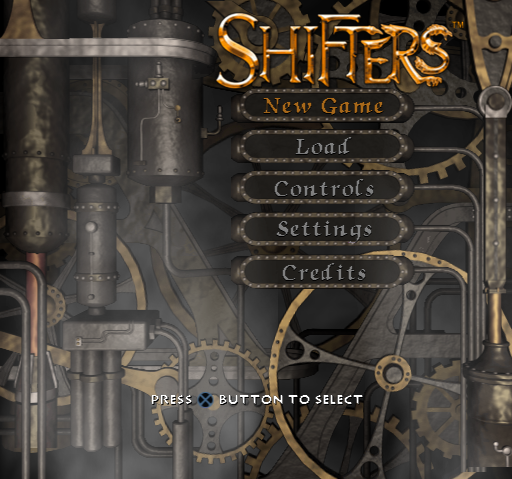 SHIFTERS™
New Game
Load
Controls
Settings
Credits
PRESS BUTTON TO SELECT